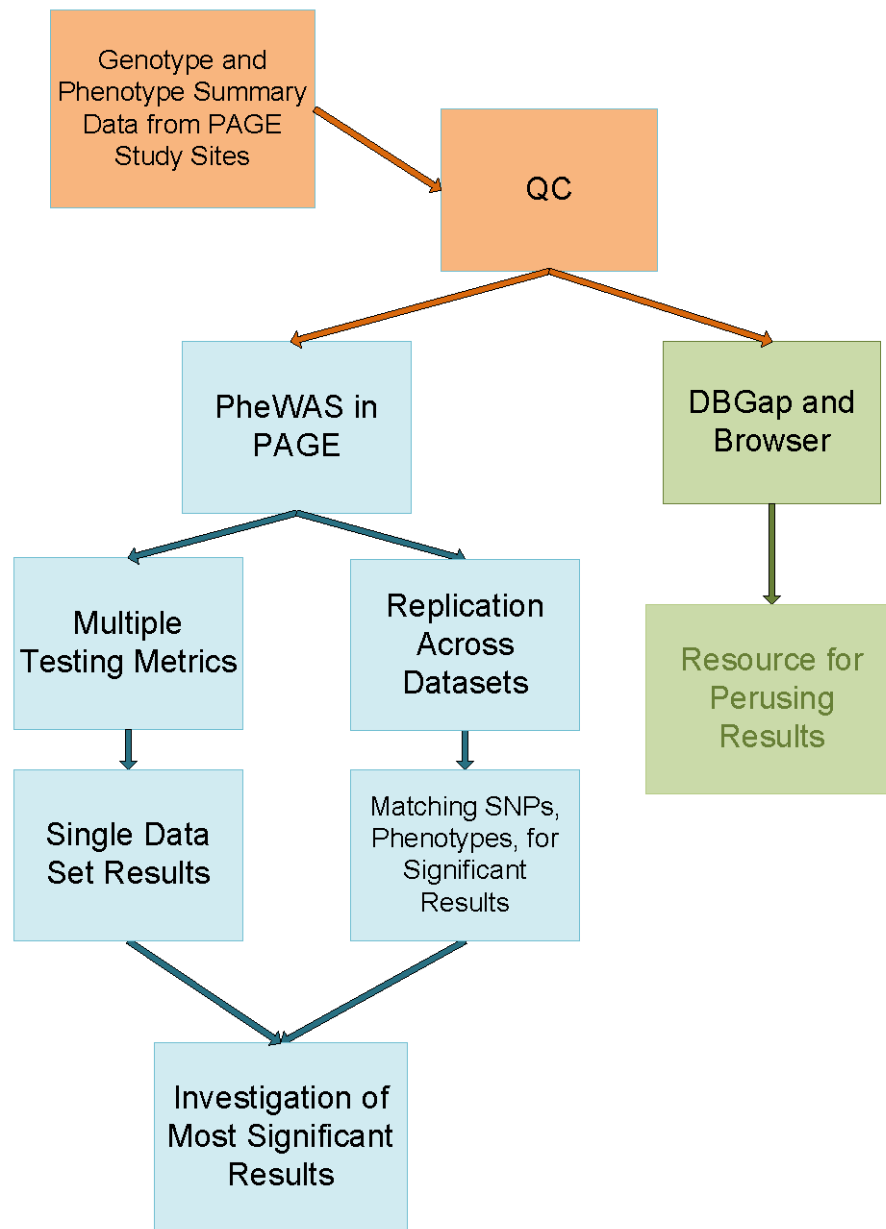 Genotype and
Phenotype Summary
Data from PAGE
Study Sites
QC
PheWAS in
PAGE
DBGap and
Browser
Multiple
Testing Metrics
Replication
Across
Datasets
Resource for
Perusing
Results
Single Data
Set Results
Matching SNPs,
Phenotypes, for
Significant
Results
Investigation of
Most Significant
Results